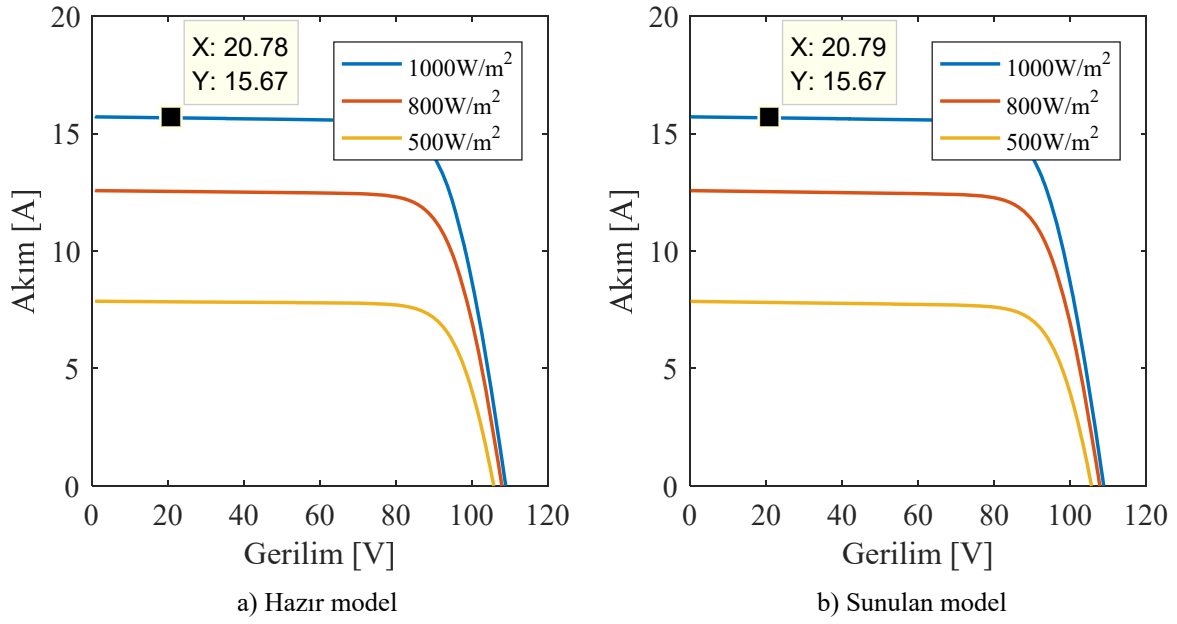 X: 20.78
Y: 15.67
1000W/m²
800W/m²
500W/m²
20
15
10
5
0
Akım [A]
0 20 40 60 80 100 120
Gerilim [V]
a) Hazır model
X: 20.79
Y: 15.67
1000W/m²
800W/m²
500W/m²
20
15
10
5
0
Akım [A]
0 20 40 60 80 100 120
Gerilim [V]
b) Sunulan model